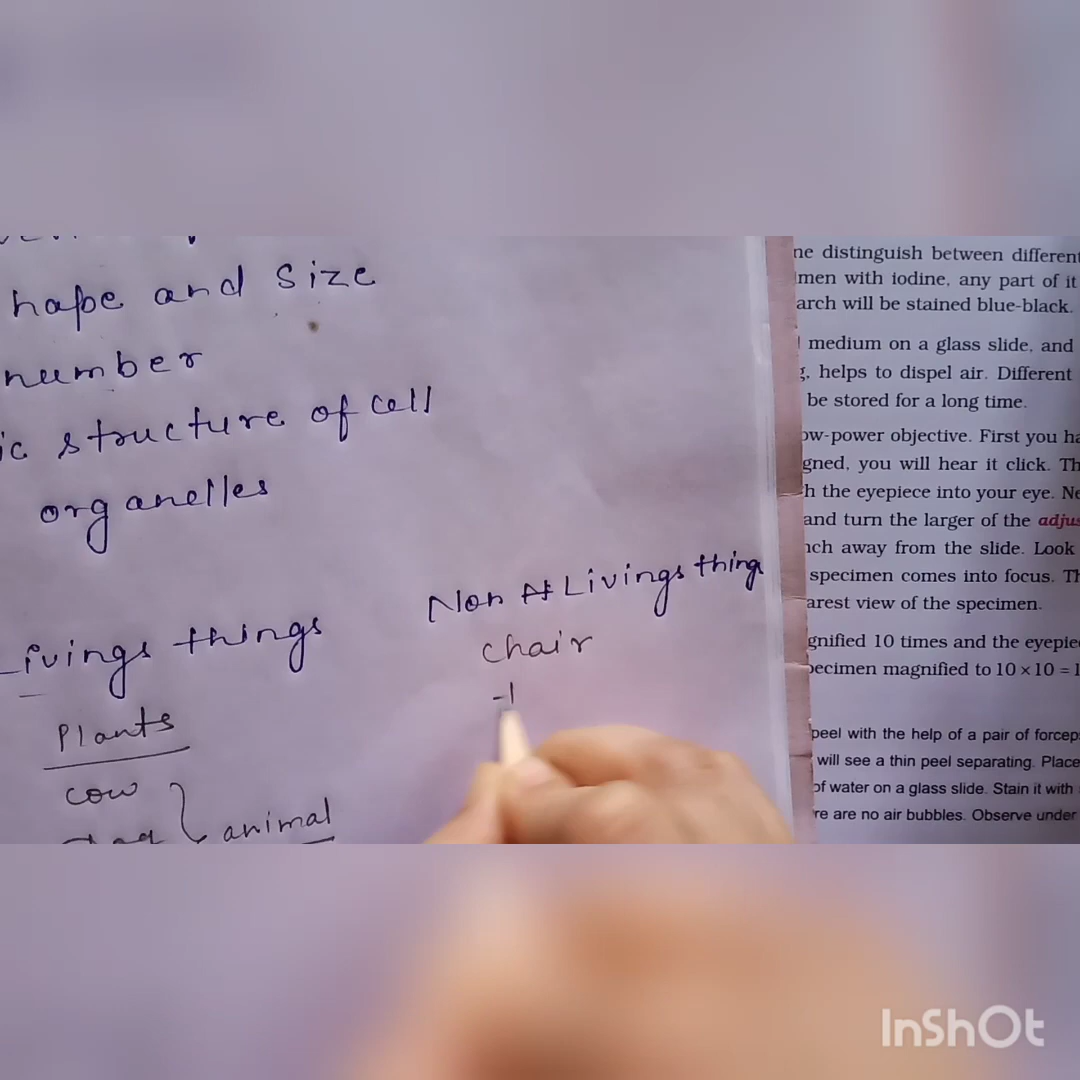 hape and size
number
ic structure of cell
organelles
Livings things
Plants
cow
animal
Non Livings things
chair
ne distinguish between different
men with iodine, any part of it
arch will be stained blue-black.
medium on a glass slide, and
g, helps to dispel air. Different
be stored for a long time.
ow-power objective. First you ha
gned, you will hear it click. Th
h the eyepiece into your eye. Ne
and turn the larger of the adjus
nch away from the slide. Look
specimen comes into focus. Th
arest view of the specimen.
gnified 10 times and the eyepie
pecimen magnified to 10 × 10 = 1
peel with the help of a pair of forcep
will see a thin peel separating. Place
of water on a glass slide. Stain it with
re are no air bubbles. Observe under
InShOt